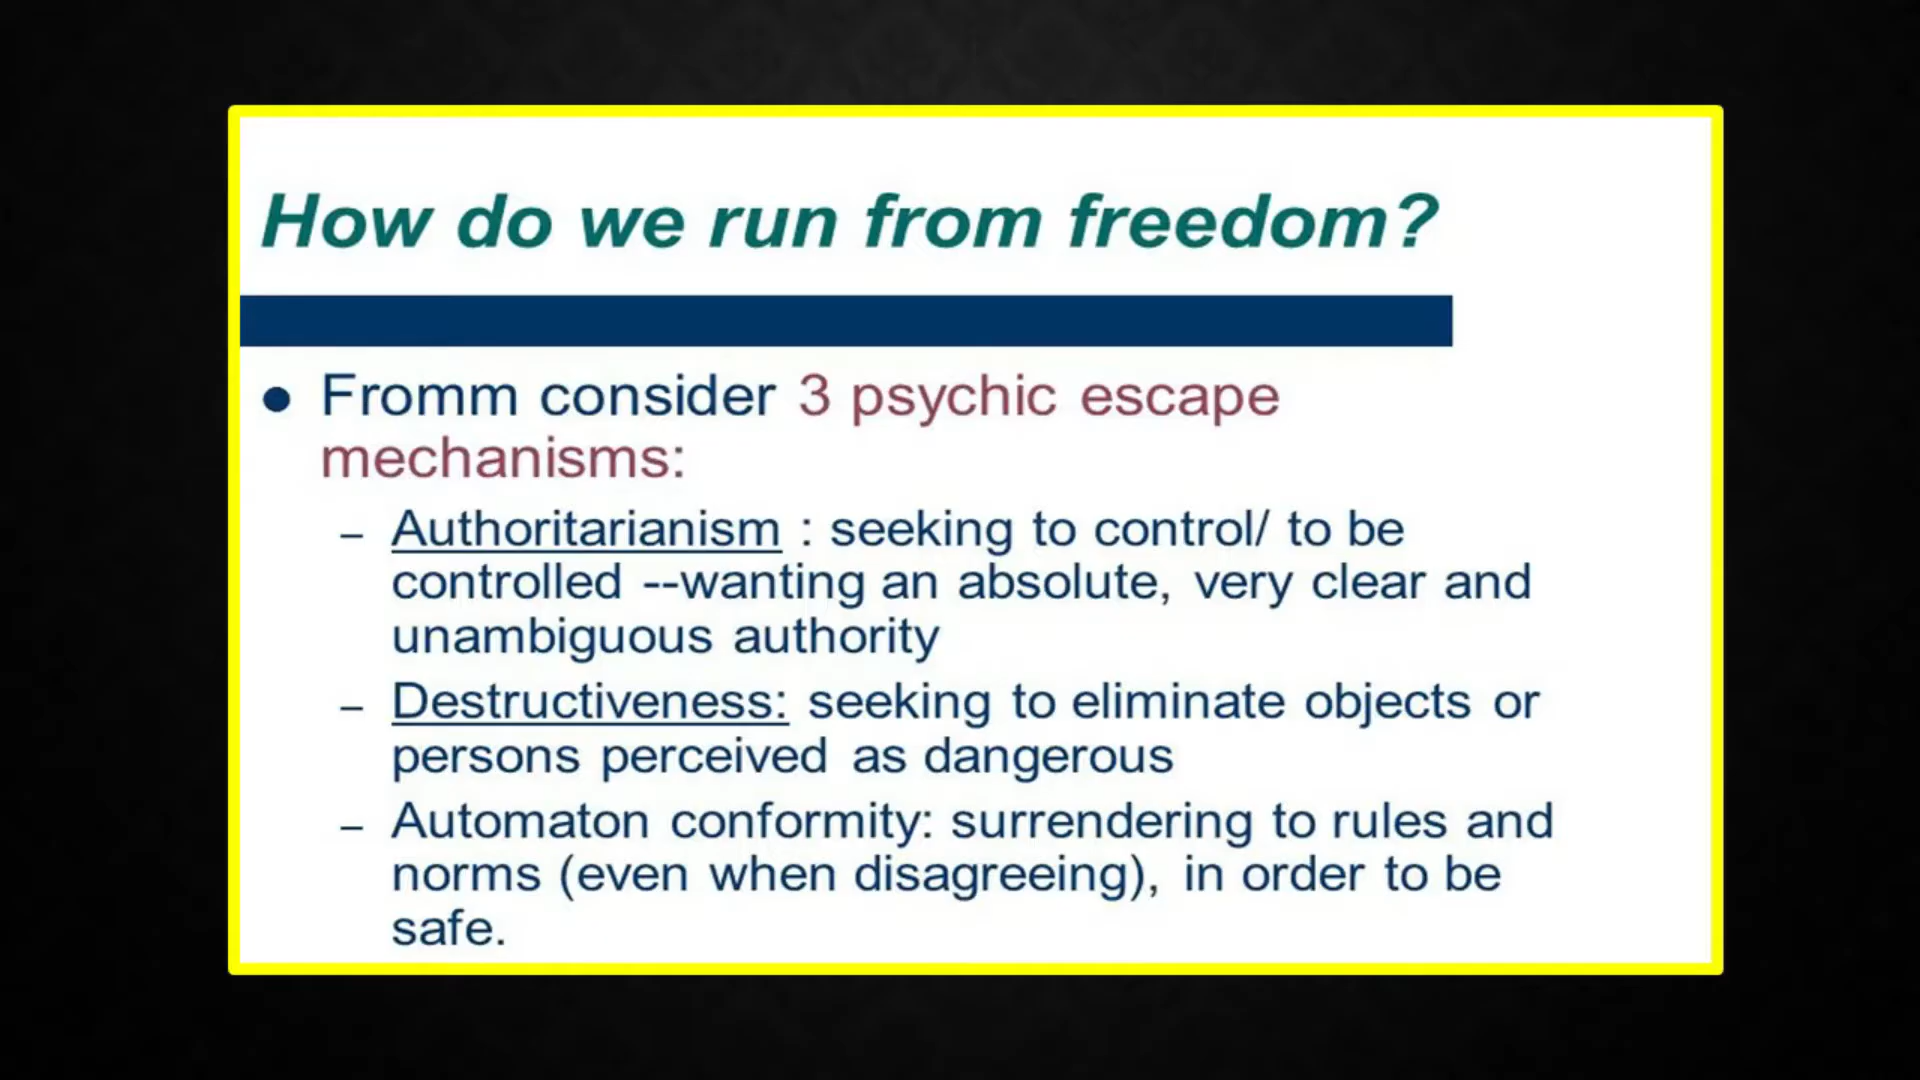 How do we run from freedom?
● Fromm consider 3 psychic escape
mechanisms:
– Authoritarianism : seeking to control/ to be
controlled --wanting an absolute, very clear and
unambiguous authority
– Destructiveness: seeking to eliminate objects or
persons perceived as dangerous
– Automaton conformity: surrendering to rules and
norms (even when disagreeing), in order to be
safe.